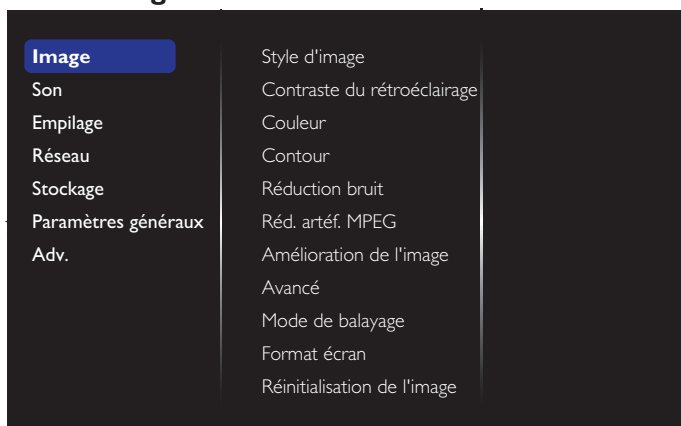 Image
Son
Empilage
Réseau
Stockage
Paramètres généraux
Adv.
Style d'image
Contraste du rétroéclairage
Couleur
Contour
Réduction bruit
Réd. artéf. MPEG
Amélioration de l'image
Avancé
Mode de balayage
Format écran
Réinitialisation de l'image